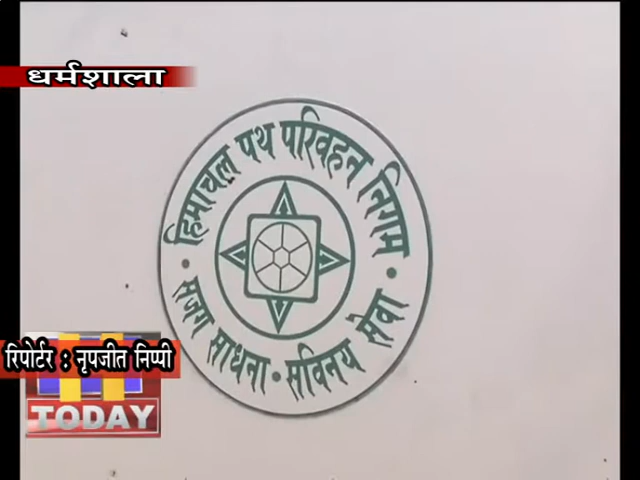 धर्मशाला
हिमाचल पथ परिवहन निगम
सजग साधना • सविनय सेवा
रिपोर्टर : नृपजीत निप्पी
TODAY